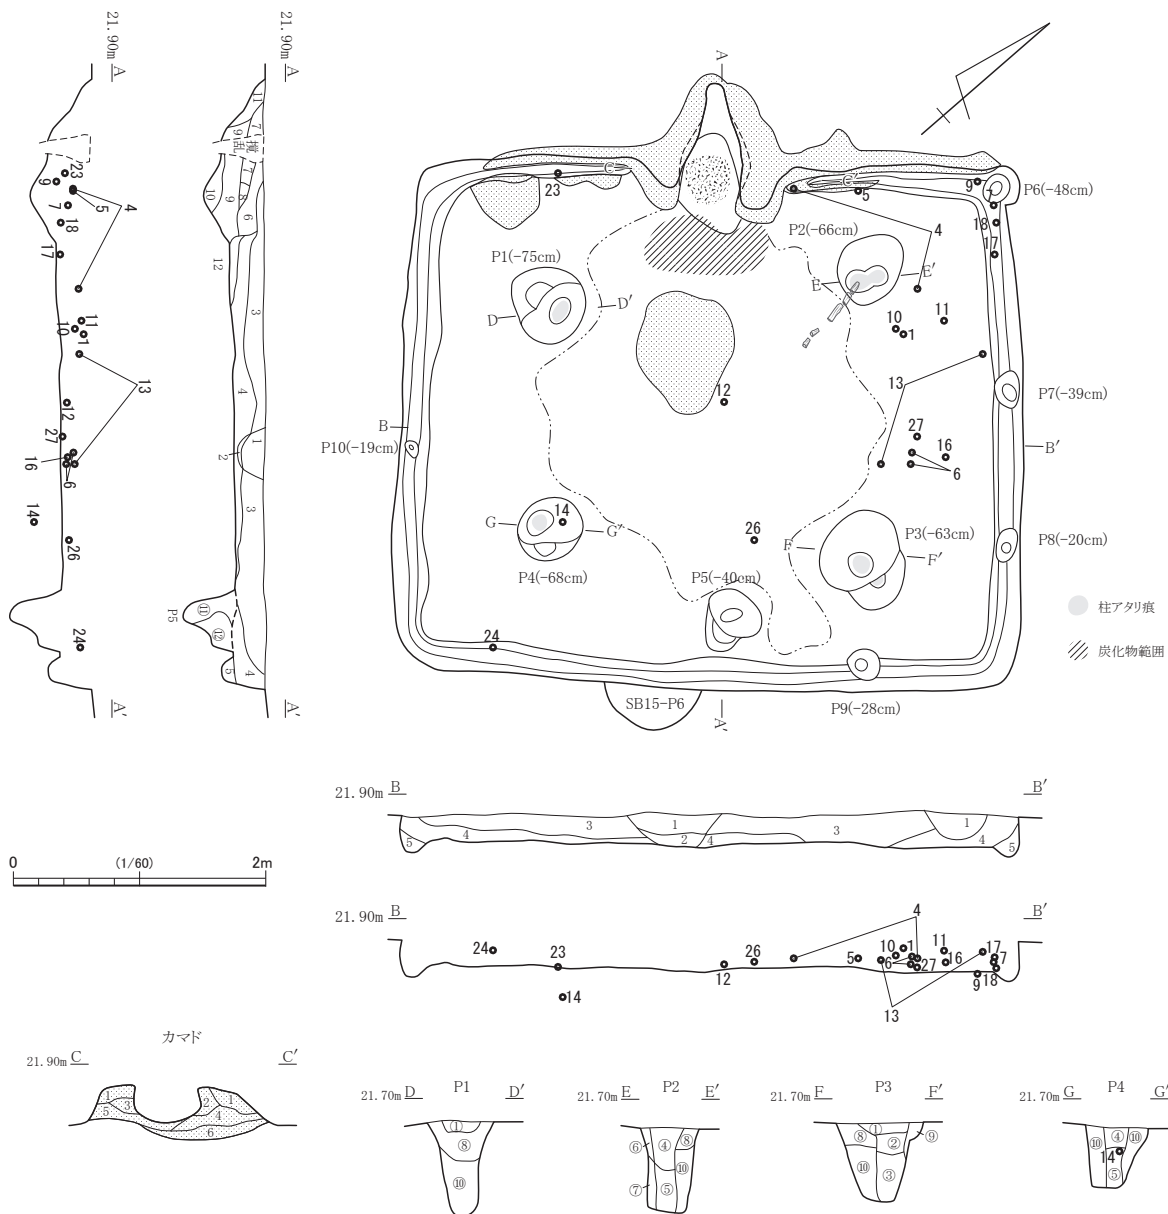 21.90m A
23
9
5
4
7
18
17
11
10
1
13
12
27
16
6
14
26
P5
24
A′
21.90m A
11
7
6
撹乱
7
10
9
8
6
12
3
4
1
2
3
⑪
⑫
5
4
A′
A
C
C′
23
5
9
P6(-48cm)
7
18
17
4
P2(-66cm)
P1(-75cm)
E
E′
D
D′
10
1
11
12
13
P7(-39cm)
B
P10(-19cm)
27
16
6
B′
G
14
G′
P4(-68cm)
26
F
P3(-63cm)
F′
P8(-20cm)
P5(-40cm)
24
SB15-P6
A′
P9(-28cm)
柱アタリ痕
炭化物範囲
21.90m B
B′
5
4
3
1
2
4
3
1
4
5
0
(1/60)
2m
21.90m B
B′
24
23
14
12
26
4
5
10
1
6
27
11
16
17
7
9
18
13
カマド
21.90m C
C′
1
3
5
2
1
4
6
21.70m D
P1
D′
①
⑧
⑩
21.70m E
P2
E′
⑥
④
⑧
⑩
⑦
⑤
21.70m F
P3
F′
①
⑧
②
⑨
⑩
③
21.70m G
P4
G′
⑩
④
⑩
14
⑤